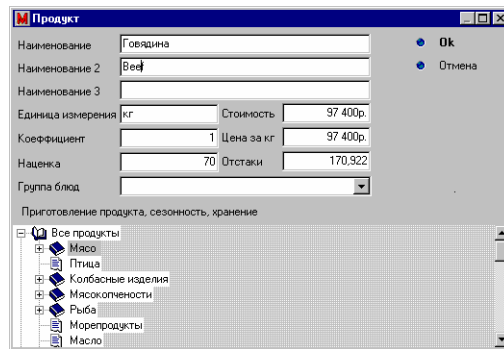 Продукт
Наименование Говядина Ok
Наименование 2 Beef Отмена
Наименование 3
Единица измерения кг Стоимость 97 400р.
Коэффициент 1 Цена за кг 97 400р.
Наценка 70 Отстаки 170,922
Группа блюд
Приготовление продукта, сезонность, хранение
Все продукты
Мясо
Птица
Колбасные изделия
Мясокопчености
Рыба
Морепродукты
Масло